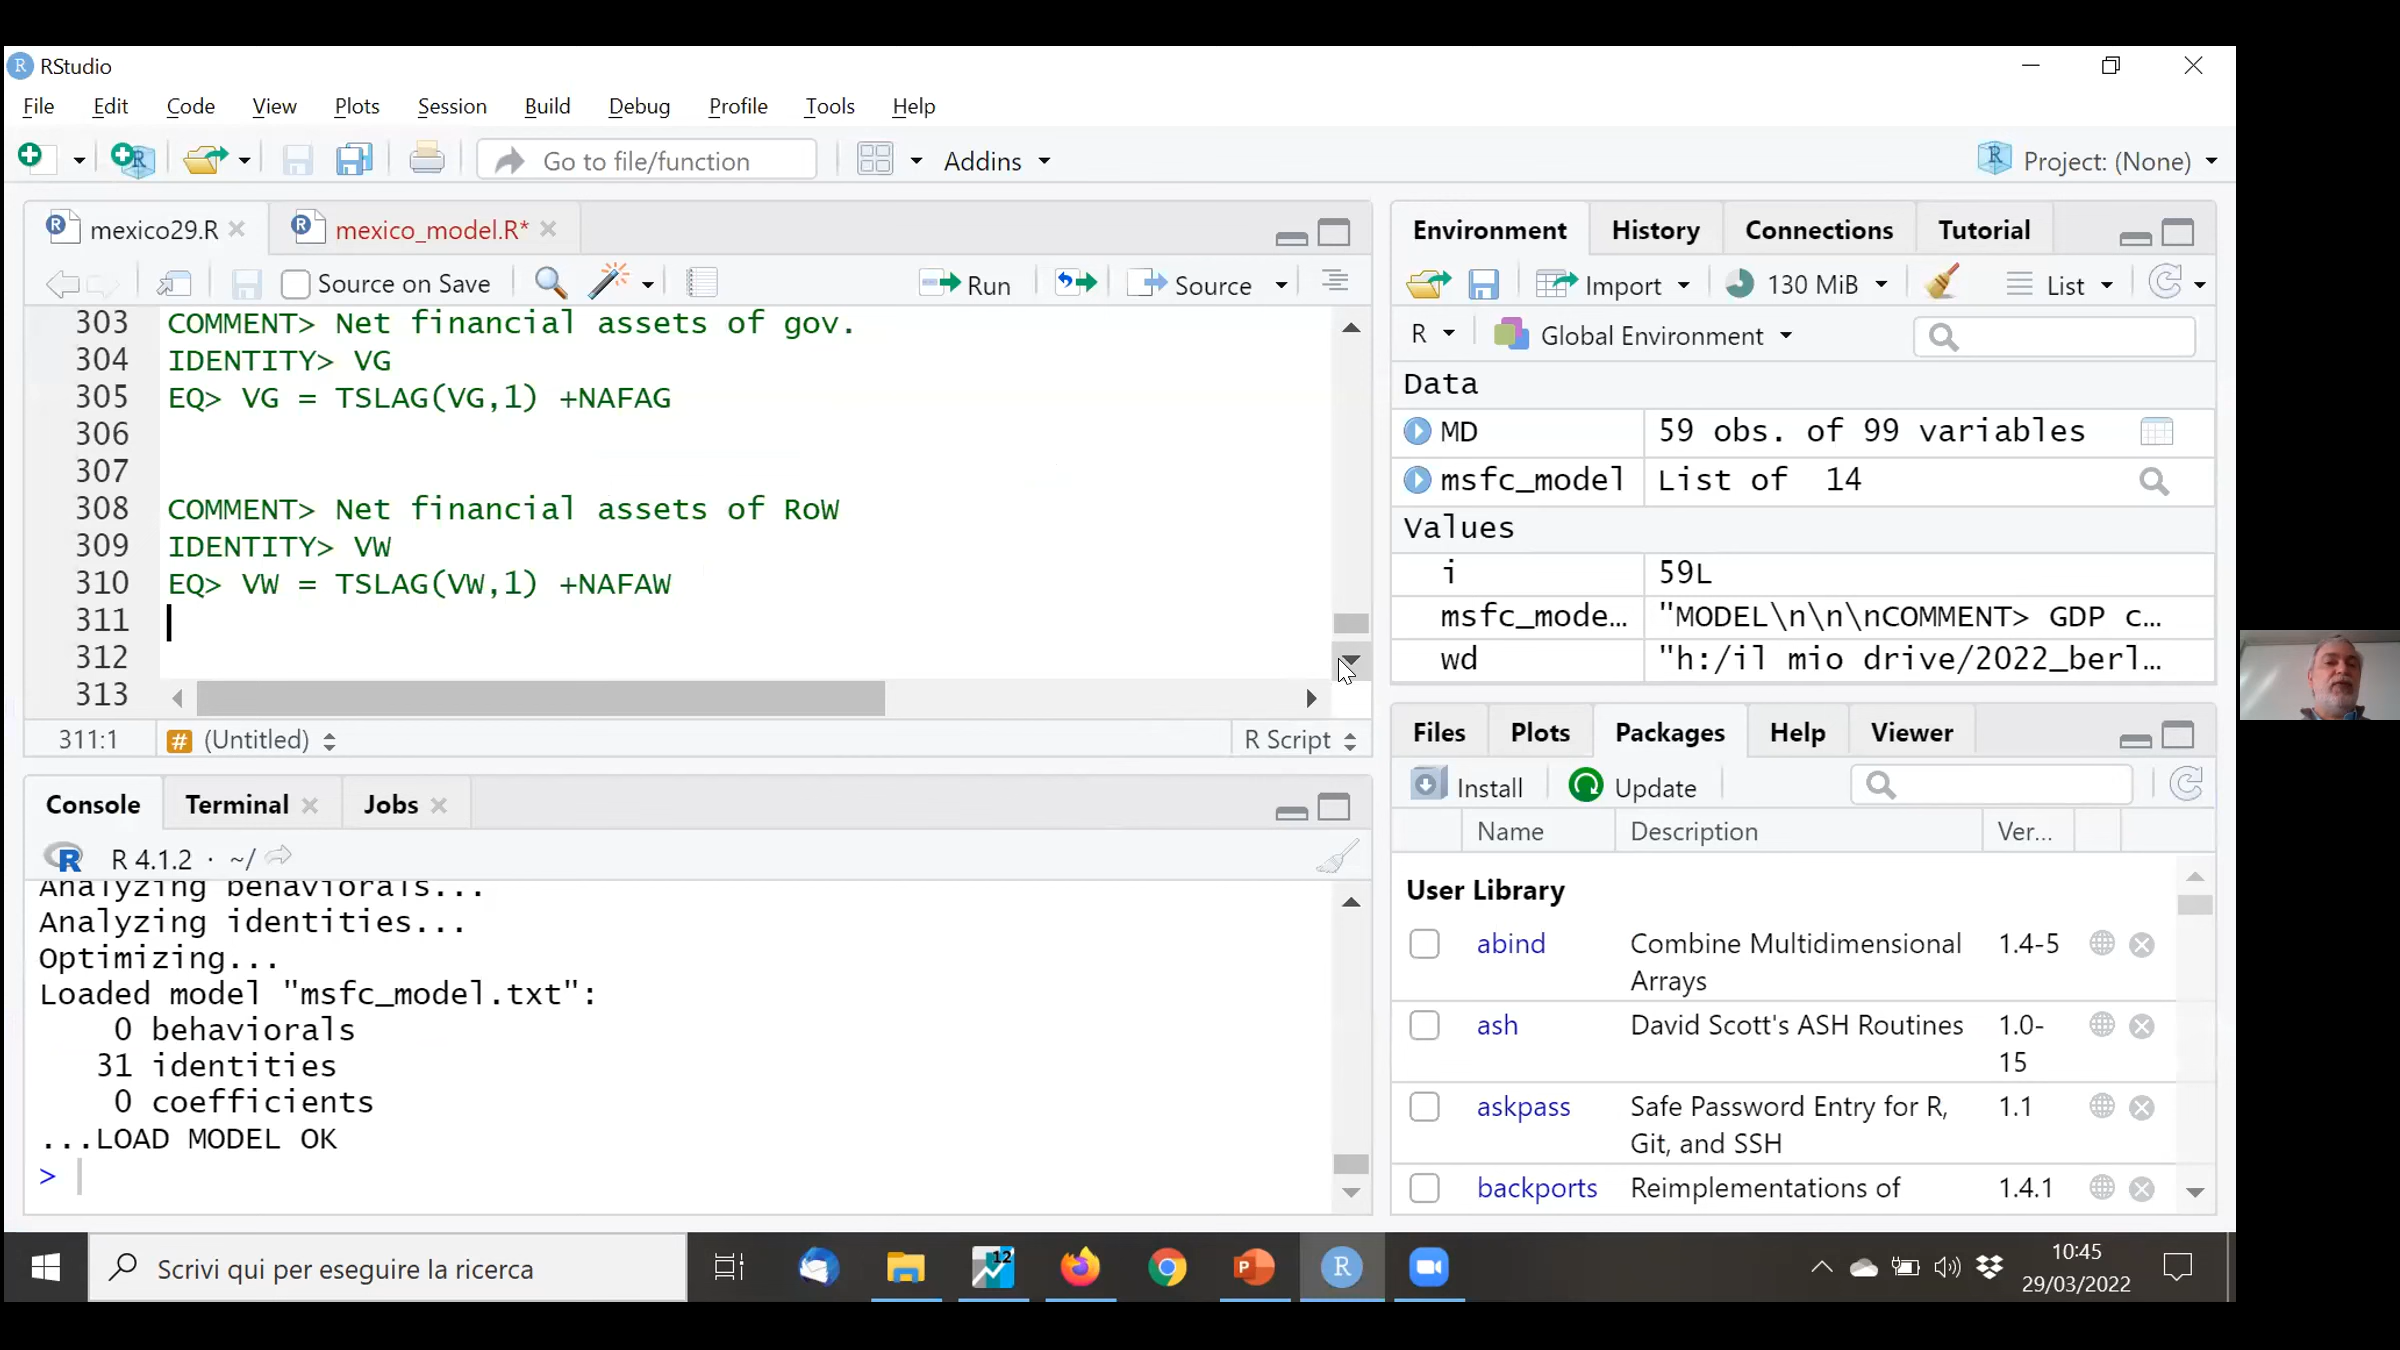 RStudio
File Edit Code View Plots Session Build Debug Profile Tools Help
Go to file/function Addins Project: (None)
mexico29.R mexico_model.R*
Source on Save Run Source
303 COMMENT> Net financial assets of gov.
304 IDENTITY> VG
305 EQ> VG = TSLAG(VG,1) +NAFAG
306
307
308 COMMENT> Net financial assets of RoW
309 IDENTITY> VW
310 EQ> VW = TSLAG(VW,1) +NAFAW
311
312
313
311:1 # (Untitled) R Script
Console Terminal Jobs
R R 4.1.2 · ~/
Analyzing behaviorals...
Analyzing identities...
Optimizing...
Loaded model "msfc_model.txt":
0 behaviorals
31 identities
0 coefficients
...LOAD MODEL OK
>
Environment History Connections Tutorial
Import 130 MiB List
R Global Environment
Data
MD 59 obs. of 99 variables
msfc_model List of 14
Values
i 59L
msfc_mode… "MODEL\n\n\nCOMMENT> GDP c…
wd "h:/il mio drive/2022_berl…
Files Plots Packages Help Viewer
Install Update
Name Description Ver...
User Library
abind Combine Multidimensional Arrays 1.4-5
ash David Scott's ASH Routines 1.0-15
askpass Safe Password Entry for R, Git, and SSH 1.1
backports Reimplementations of 1.4.1
Scrivi qui per eseguire la ricerca
12
10:45
29/03/2022